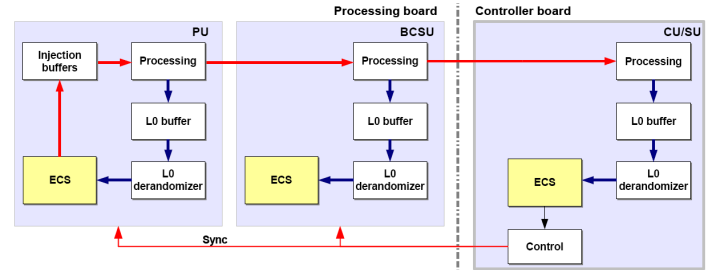 Processing board
Controller board
PU
BCSU
CU/SU
Injection
buffers
Processing
Processing
Processing
L0 buffer
L0 buffer
L0 buffer
ECS
L0
derandomizer
ECS
L0
derandomizer
ECS
L0
derandomizer
Sync
Control